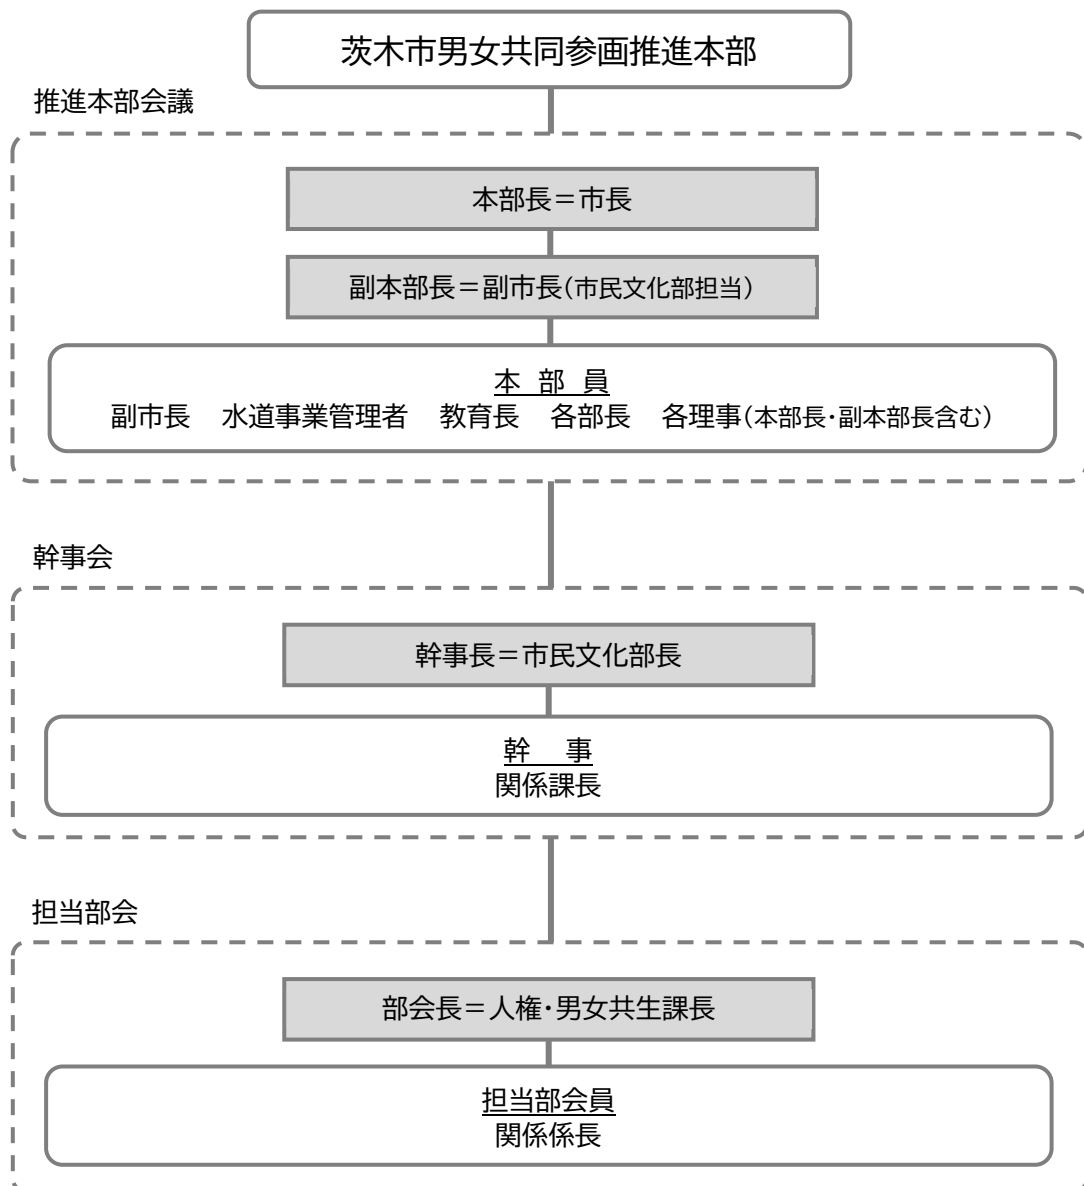 茨木市男女共同参画推進本部
推進本部会議
本部長＝市長
副本部長＝副市長(市民文化部担当)
本 部 員
副市長 水道事業管理者 教育長 各部長 各理事(本部長・副本部長含む)
幹事会
幹事長＝市民文化部長
幹 事
関係課長
担当部会
部会長＝人権・男女共生課長
担当部会員
関係係長